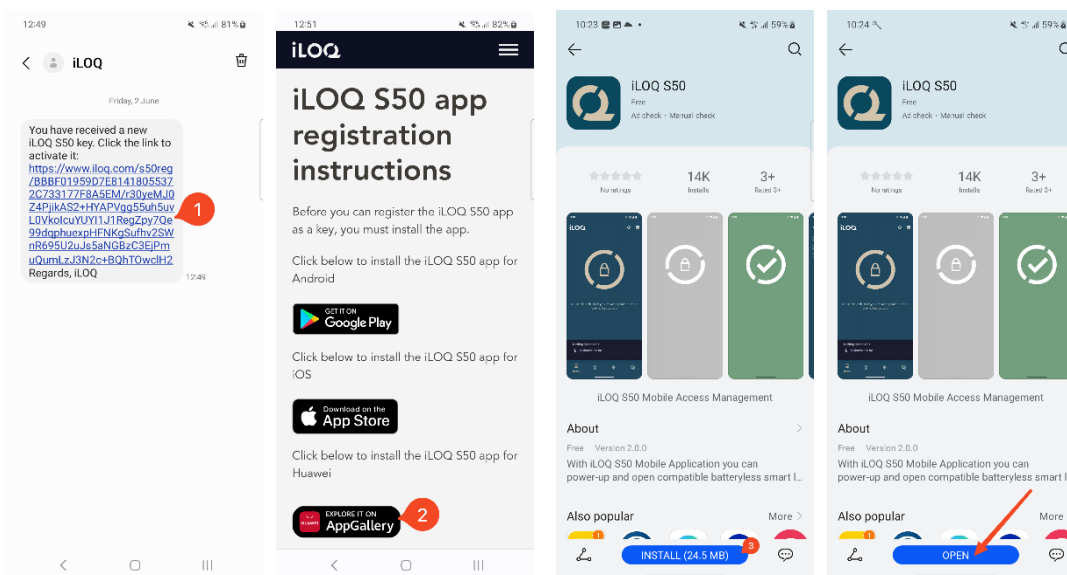 12:49
81%
iLOQ
Friday, 2 June
You have received a new
iLOQ S50 key. Click the link to
activate it:
https://www.iloq.com/s50reg
/BBBF01959D7E8141805537
2C733177F8A5EM/r30yeMJ0
Z4PjikAS2+HYAPVgg55uh5uv
L0VkolcuYUYI1J1RegZpy7Qe
99dqphuexpHFNKgSufhv2SW
nR695U2uJs5aNGBzC3EjPm
uQumLzJ3N2c+BQhTOwclH2
Regards, iLOQ
12:49
1
12:51
82%
iLOQ
iLOQ S50 app
registration
instructions
Before you can register the iLOQ S50 app
as a key, you must install the app.
Click below to install the iLOQ S50 app for
Android
GET IT ON
Google Play
Click below to install the iLOQ S50 app for
iOS
Download on the
App Store
Click below to install the iLOQ S50 app for
Huawei
HUAWEI
EXPLORE IT ON
AppGallery
2
10:23
59%
iLOQ S50
Free
Ad check · Manual check
No ratings
14K
Installs
3+
Rated 3+
iLOQ
iLOQ S50 Mobile Access Management
About
Free Version 2.0.0
With iLOQ S50 Mobile Application you can
power-up and open compatible batteryless smart l...
Also popular
More
INSTALL (24.5 MB)
3
10:24
59%
iLOQ S50
Free
Ad check · Manual check
No ratings
14K
Installs
3+
Rated 3+
iLOQ
iLOQ S50 Mobile Access Management
About
Free Version 2.0.0
With iLOQ S50 Mobile Application you can
power-up and open compatible batteryless smart l
Also popular
More
OPEN